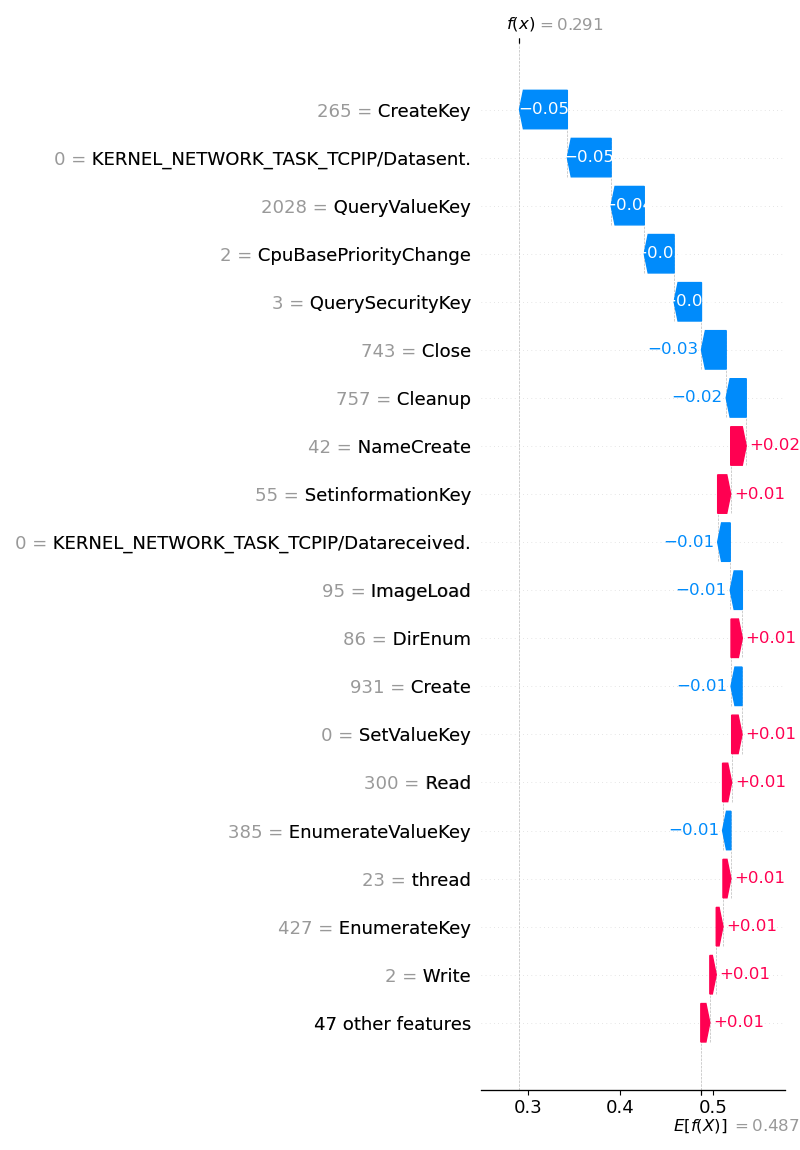 f(x) = 0.291
265 = CreateKey
−0.05
0 = KERNEL_NETWORK_TASK_TCPIP/Datasent.
−0.05
2028 = QueryValueKey
−0.04
2 = CpuBasePriorityChange
−0.0
3 = QuerySecurityKey
−0.0
743 = Close
−0.03
757 = Cleanup
−0.02
42 = NameCreate
+0.02
55 = SetinformationKey
+0.01
0 = KERNEL_NETWORK_TASK_TCPIP/Datareceived.
−0.01
95 = ImageLoad
−0.01
86 = DirEnum
+0.01
931 = Create
−0.01
0 = SetValueKey
+0.01
300 = Read
+0.01
385 = EnumerateValueKey
−0.01
23 = thread
+0.01
427 = EnumerateKey
+0.01
2 = Write
+0.01
47 other features
+0.01
0.3 0.4 0.5
E[f(X)] = 0.487